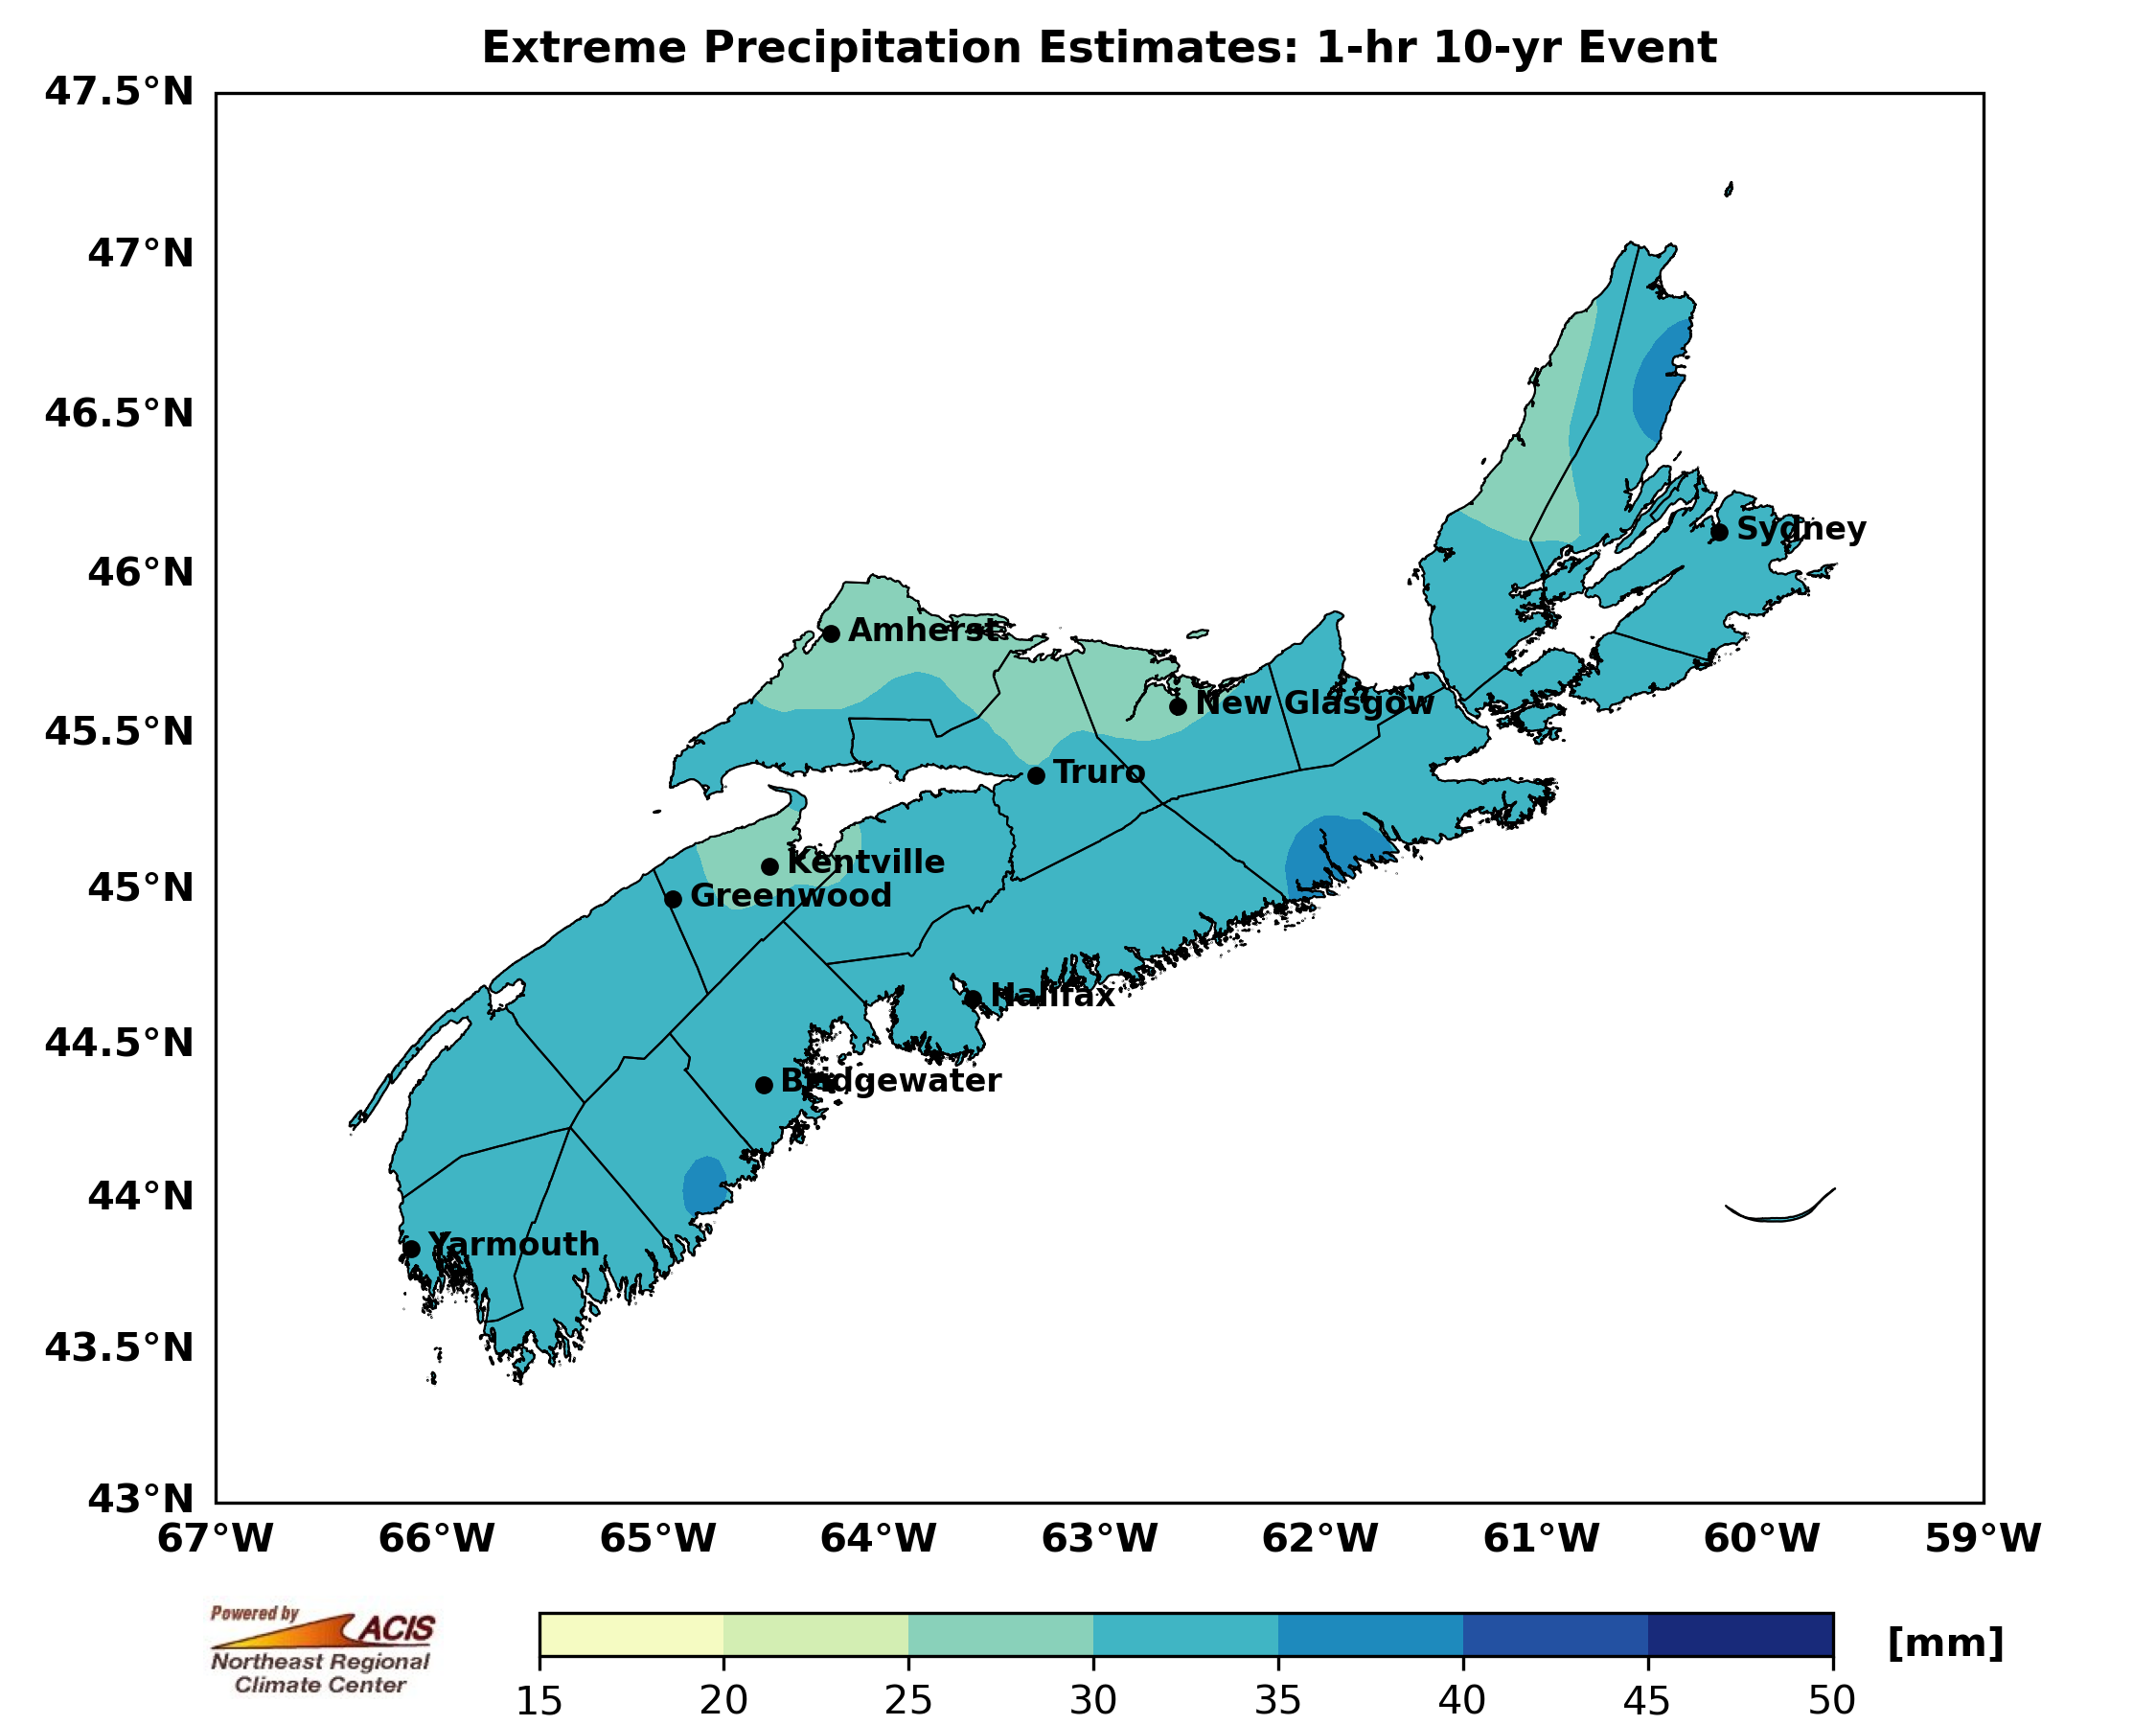 Extreme Precipitation Estimates: 1-hr 10-yr Event
47.5°N
47°N
46.5°N
46°N
45.5°N
45°N
44.5°N
44°N
43.5°N
43°N
Sydney
Amherst
New Glasgow
Truro
Kentville
Greenwood
Halifax
Bridgewater
Yarmouth
67°W 66°W 65°W 64°W 63°W 62°W 61°W 60°W 59°W
Powered by
ACIS
Northeast Regional
Climate Center
[mm]
15 20 25 30 35 40 45 50